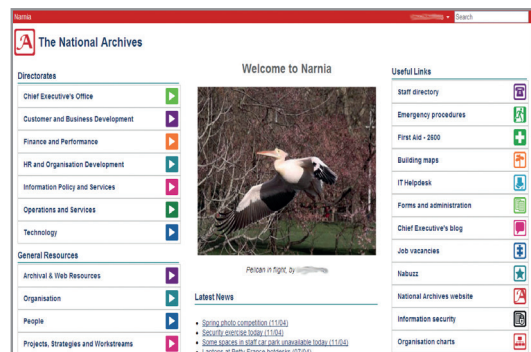 Narnia
Search
The National Archives
Directorates
Chief Executive's Office
Customer and Business Development
Finance and Performance
HR and Organisation Development
Information Policy and Services
Operations and Services
Technology
General Resources
Archival & Web Resources
Organisation
People
Projects, Strategies and Workstreams
Welcome to Narnia
Pelican in flight, by
Latest News
Spring photo competition (11/04)
Security exercise today (11/04)
Some spaces in staff car park unavailable today (11/04)
Useful Links
Staff directory
Emergency procedures
First Aid - 2600
Building maps
IT Helpdesk
Forms and administration
Chief Executive's blog
Job vacancies
Nabuzz
National Archives website
Information security
Organisation charts